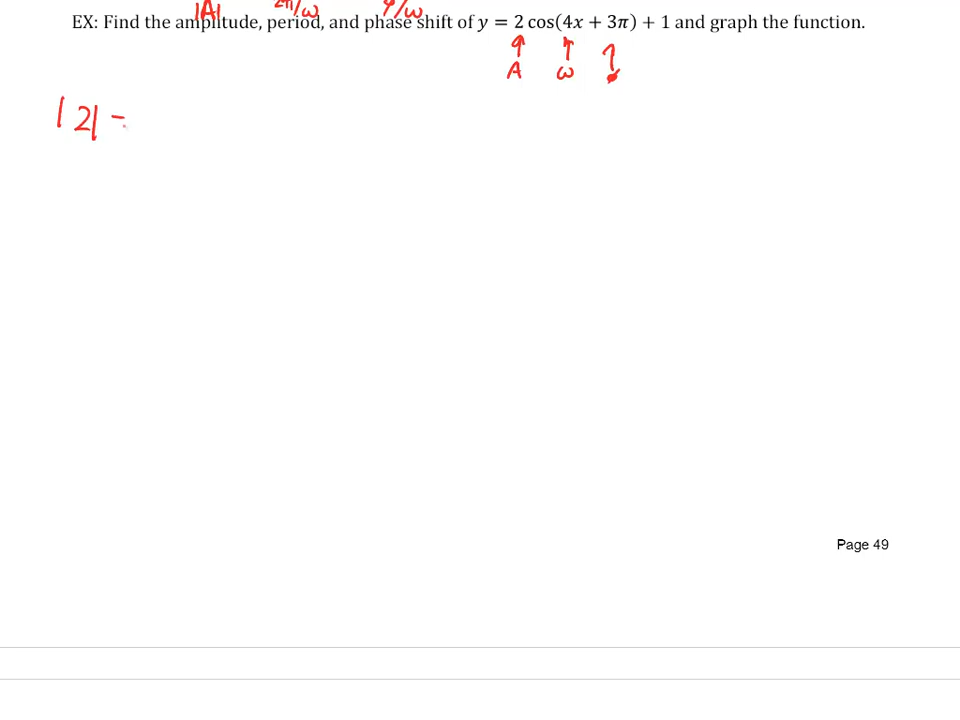 |A| 2π/ω φ/ω
EX: Find the amplitude, period, and phase shift of y = 2 cos(4x + 3π) + 1 and graph the function.
A ω
|2| =
Page 49